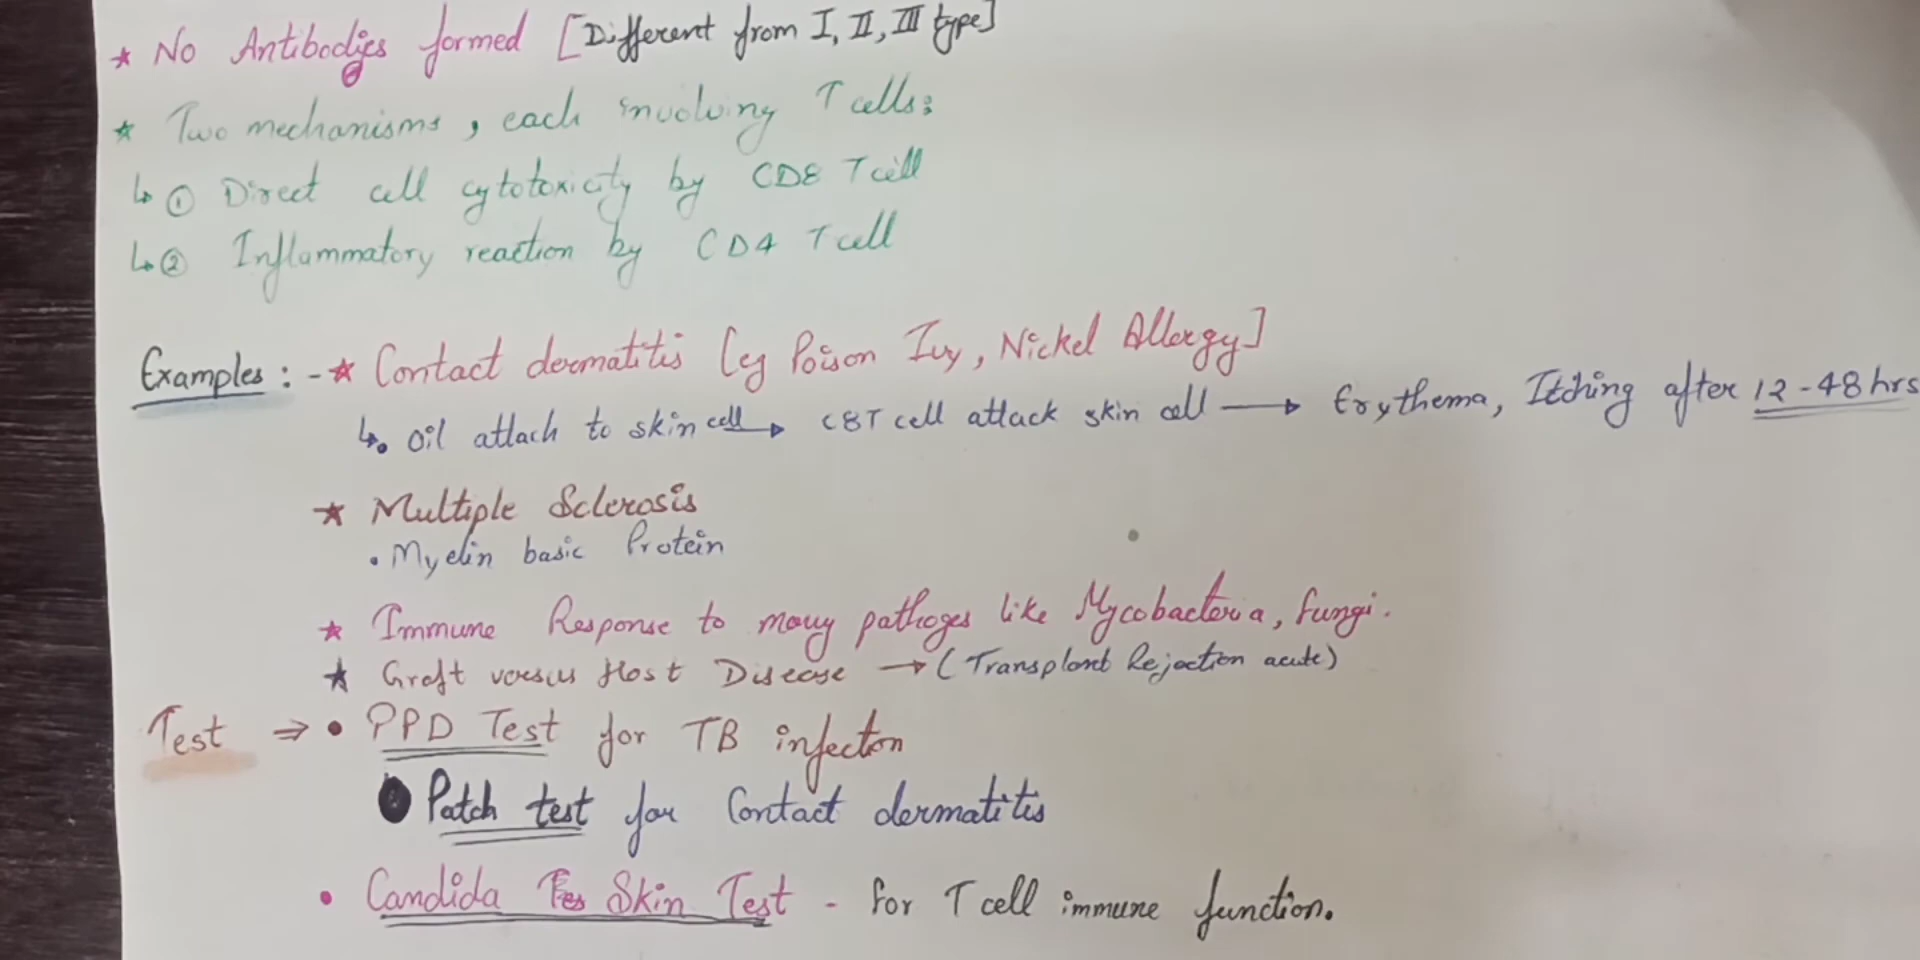 * No Antibodies formed [Different from I, II, III type]
* Two mechanisms, each involving T cells:
↳ ① Direct cell cytotoxicity by CD8 T cell
↳ ② Inflammatory reaction by CD4 T cell
Examples : - * Contact dermatitis [eg Poison Ivy, Nickel Allergy]
↳. Oil attach to skin cell → C8T cell attack skin cell → Erythema, Itching after 12-48 hrs
* Multiple Sclerosis
• Myelin basic Protein
* Immune Response to many pathoges like Mycobacteria, fungi.
* Graft versus Host Disease → (Transplant Rejection acute)
Test ⇒ • PPD Test for TB infecton
• Patch test for Contact dermatitis
• Candida Tes Skin Test - for T cell immune function.